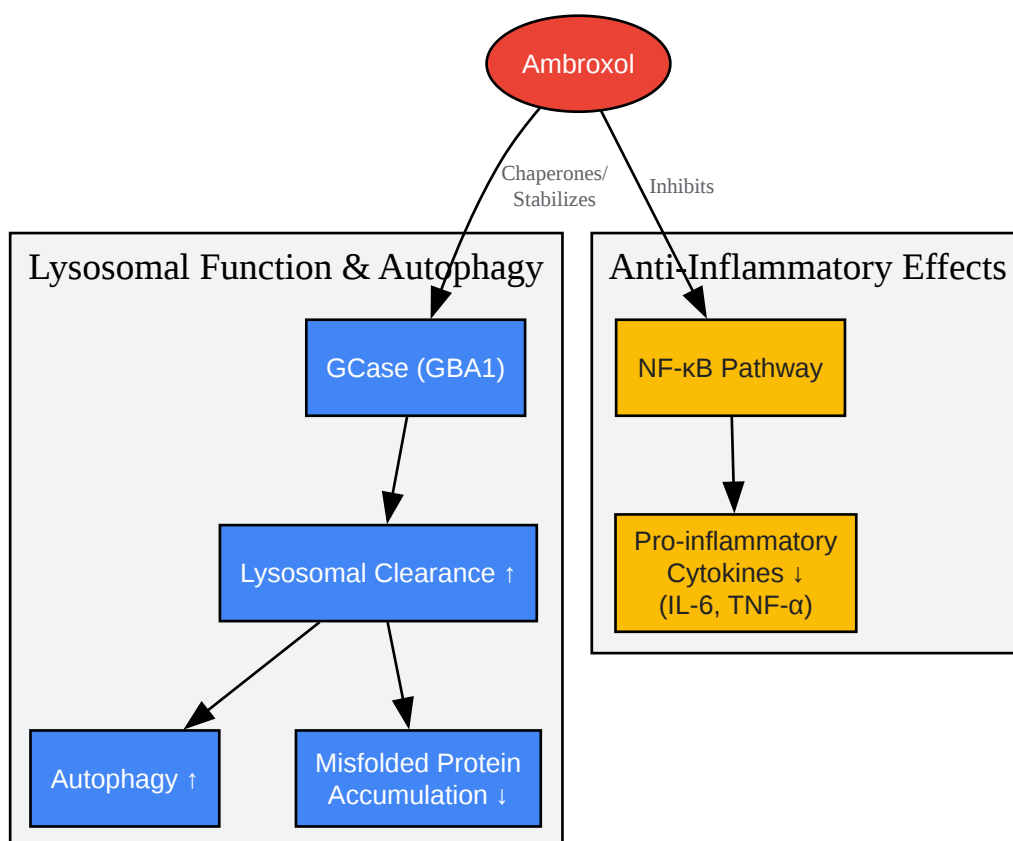 Ambroxol
Chaperones/
Stabilizes
Inhibits
Lysosomal Function & Autophagy
Anti-Inflammatory Effects
GCase (GBA1)
NF-κB Pathway
Lysosomal Clearance ↑
Pro-inflammatory
Cytokines ↓
(IL-6, TNF-α)
Autophagy ↑
Misfolded Protein
Accumulation ↓